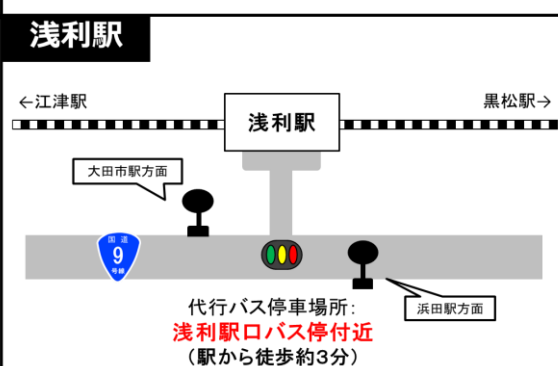 浅利駅
←江津駅
黒松駅→
浅利駅
大田市駅方面
国道
9
号線
浜田駅方面
代行バス停車場所:
浅利駅口バス停付近
(駅から徒歩約3分)